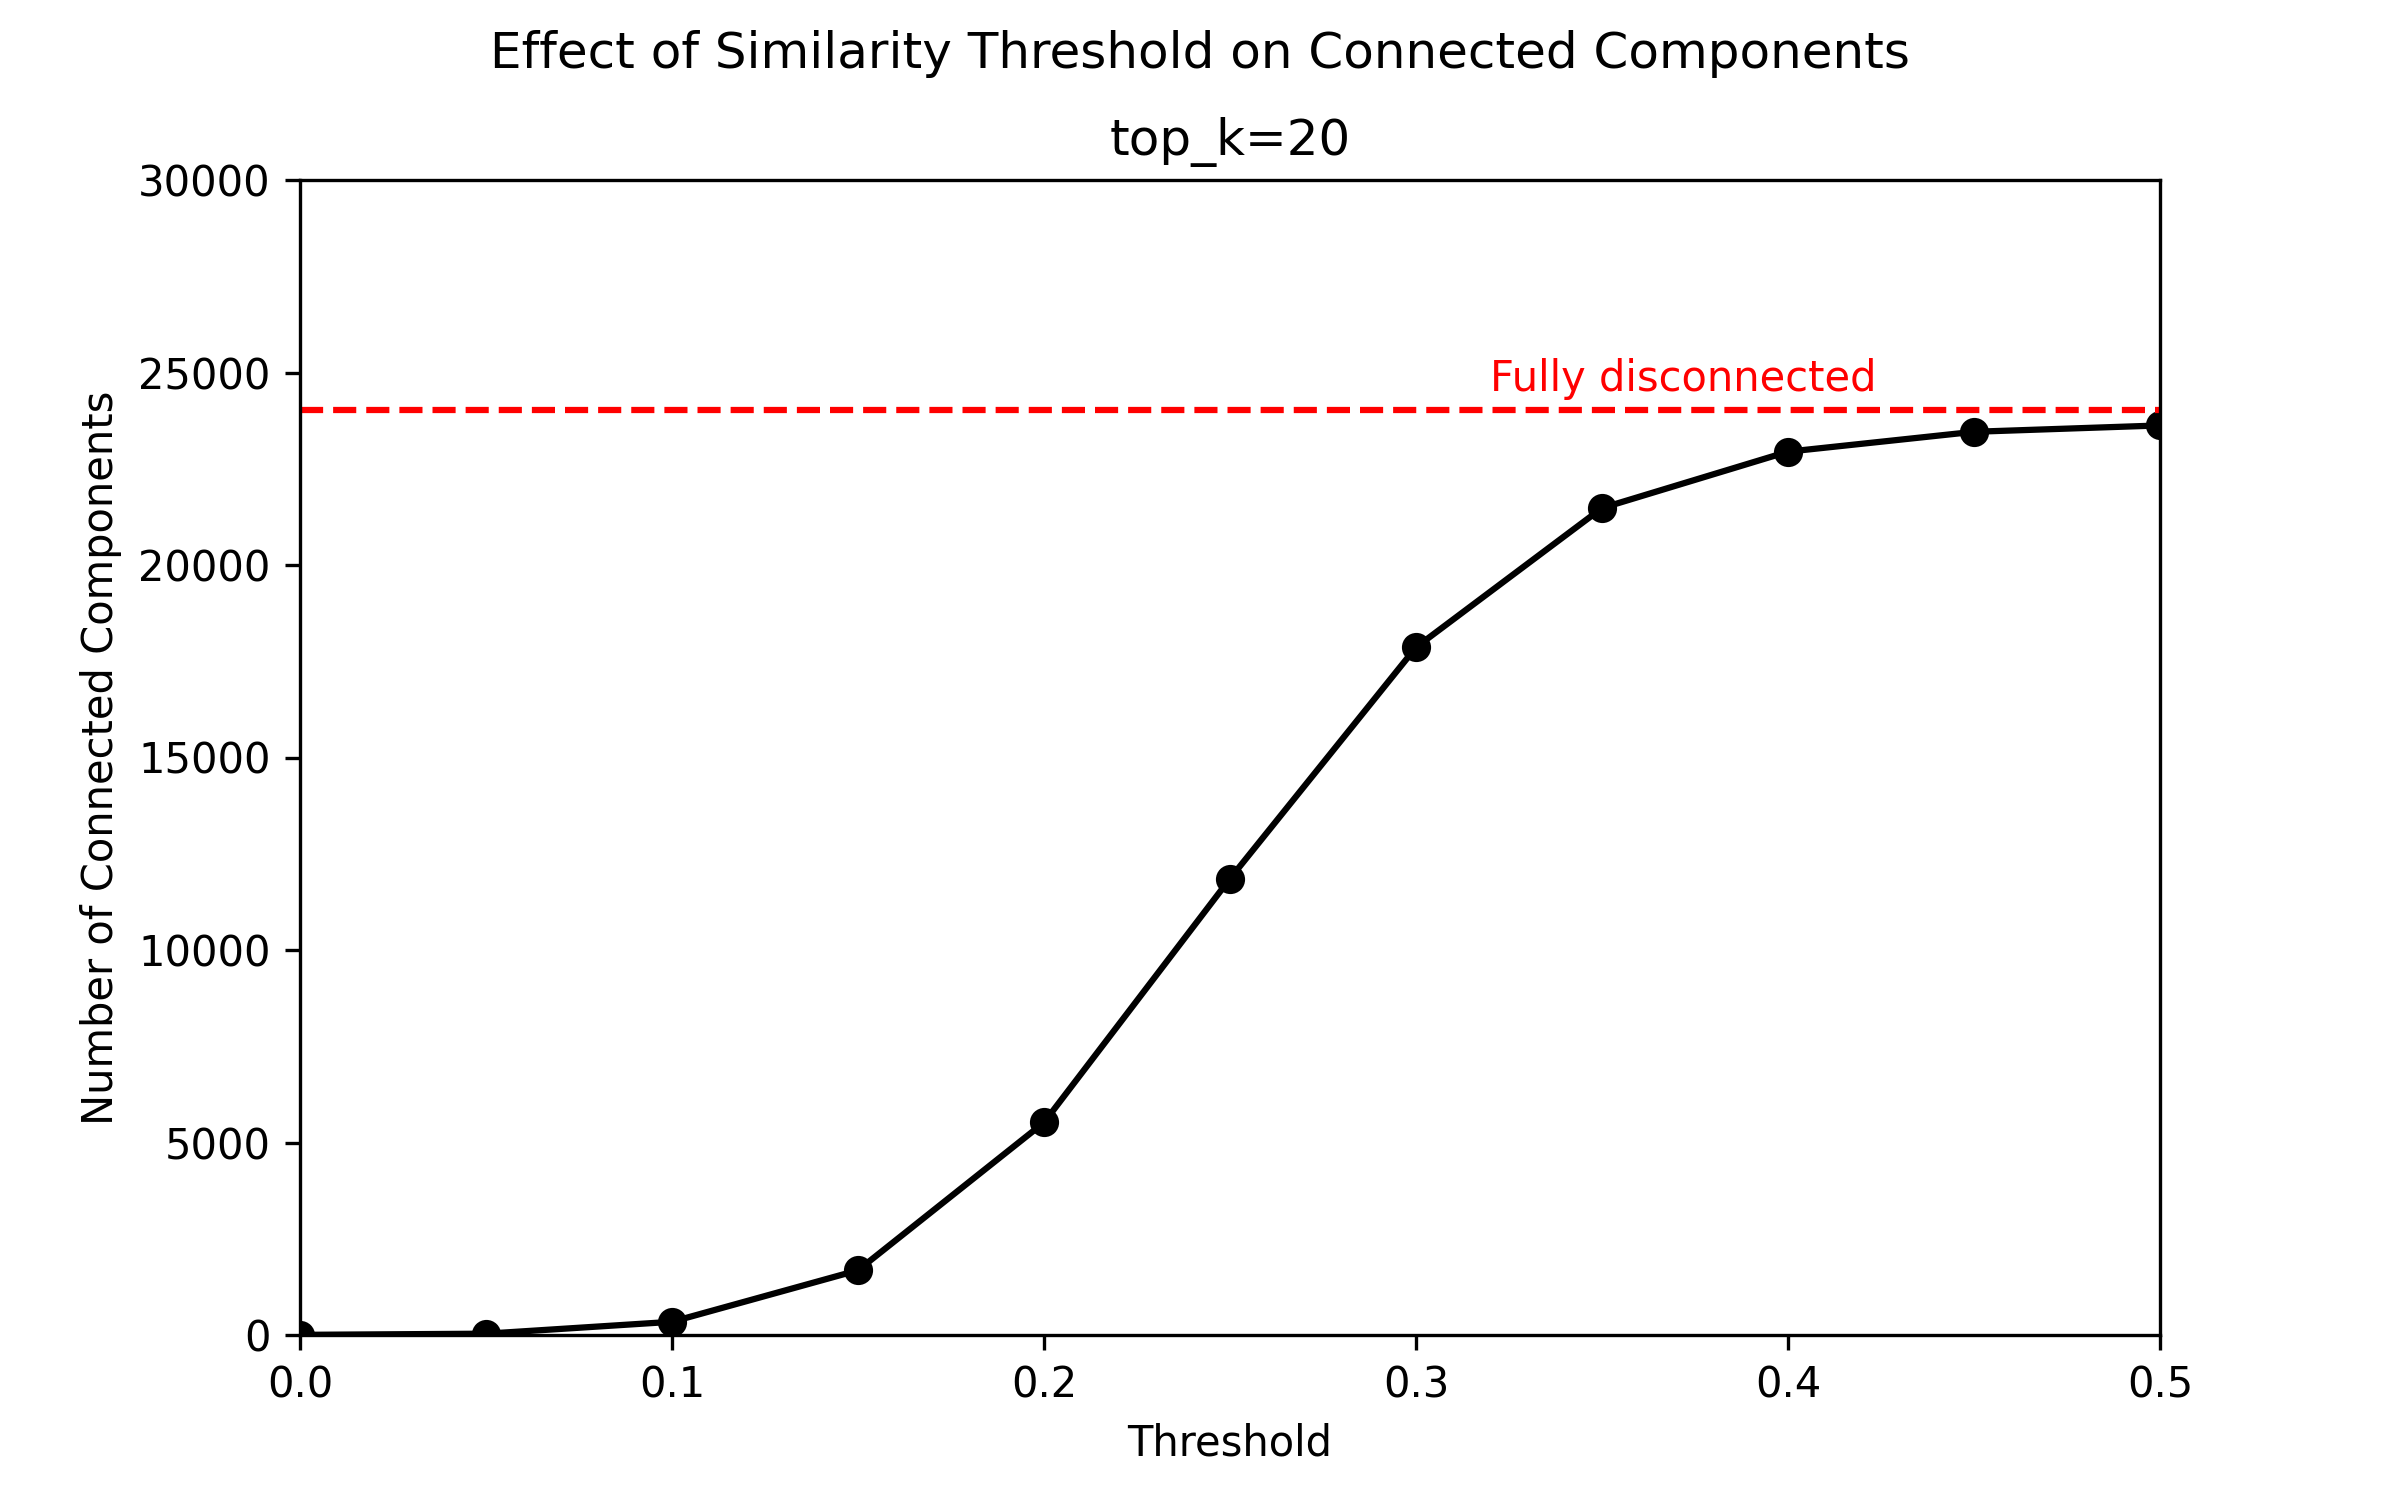 Effect of Similarity Threshold on Connected Components
top_k=20
30000
25000
20000
15000
10000
5000
0
Number of Connected Components
Fully disconnected
0.0 0.1 0.2 0.3 0.4 0.5
Threshold